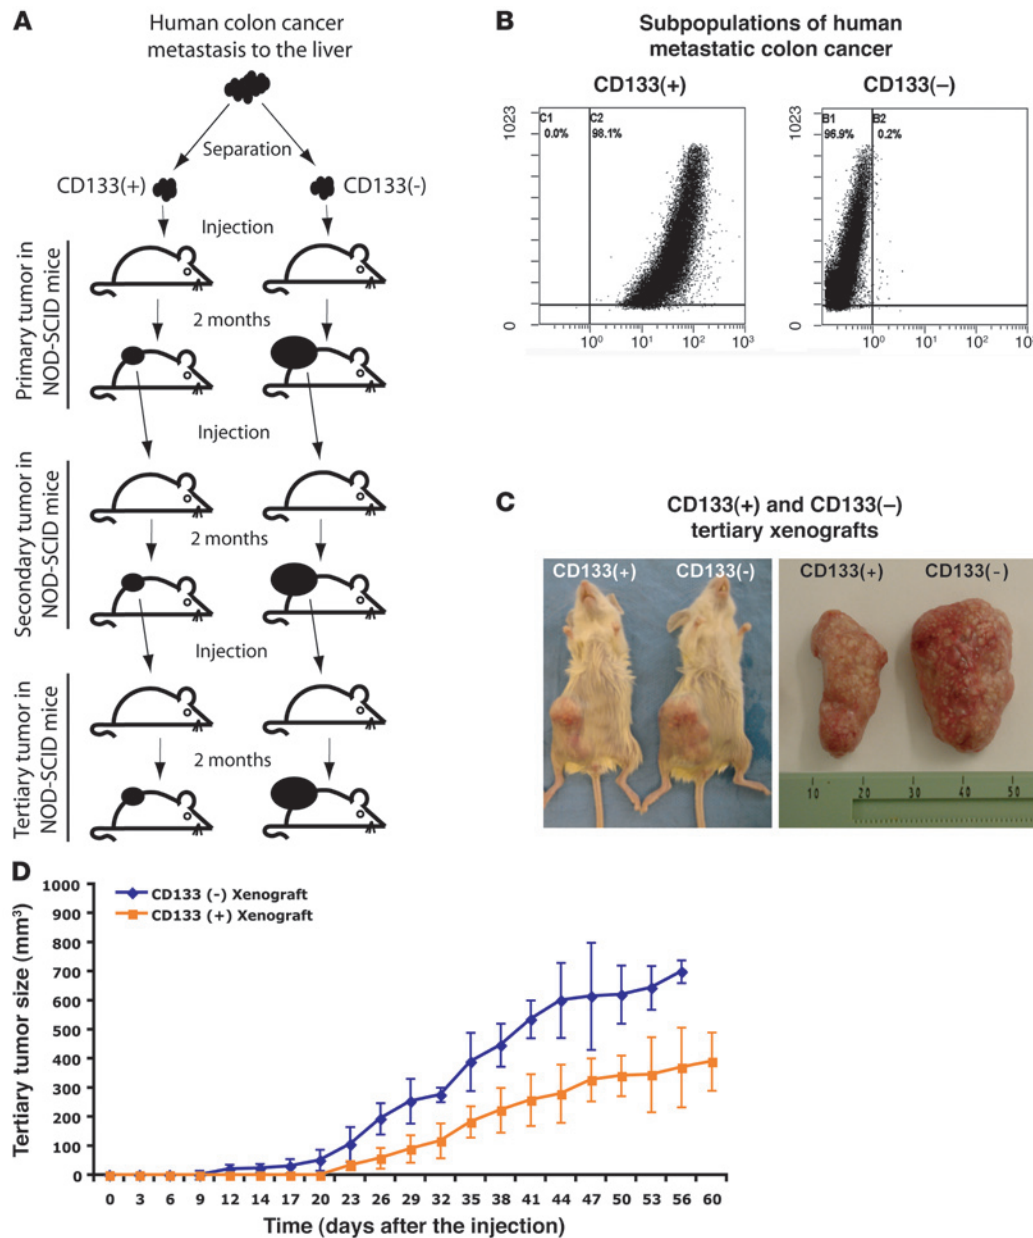 A
Human colon cancer
metastasis to the liver
Separation
CD133(+)
CD133(-)
Injection
Primary tumor in
NOD-SCID mice
2 months
Injection
Secondary tumor in
NOD-SCID mice
2 months
Injection
Tertiary tumor in
NOD-SCID mice
2 months
B
Subpopulations of human
metastatic colon cancer
CD133(+)
CD133(–)
1023
C1
0.0%
C2
98.1%
0
10⁰ 10¹ 10² 10³
1023
B1
96.9%
B2
0.2%
0
10⁰ 10¹ 10² 10³
C
CD133(+) and CD133(–)
tertiary xenografts
CD133(+) CD133(-)
CD133(+) CD133(-)
10 20 30 40 50
D
Tertiary tumor size (mm³)
1000
900
800
700
600
500
400
300
200
100
0
CD133 (-) Xenograft
CD133 (+) Xenograft
0 3 6 9 12 14 17 20 23 26 29 32 35 38 41 44 47 50 53 56 60
Time (days after the injection)